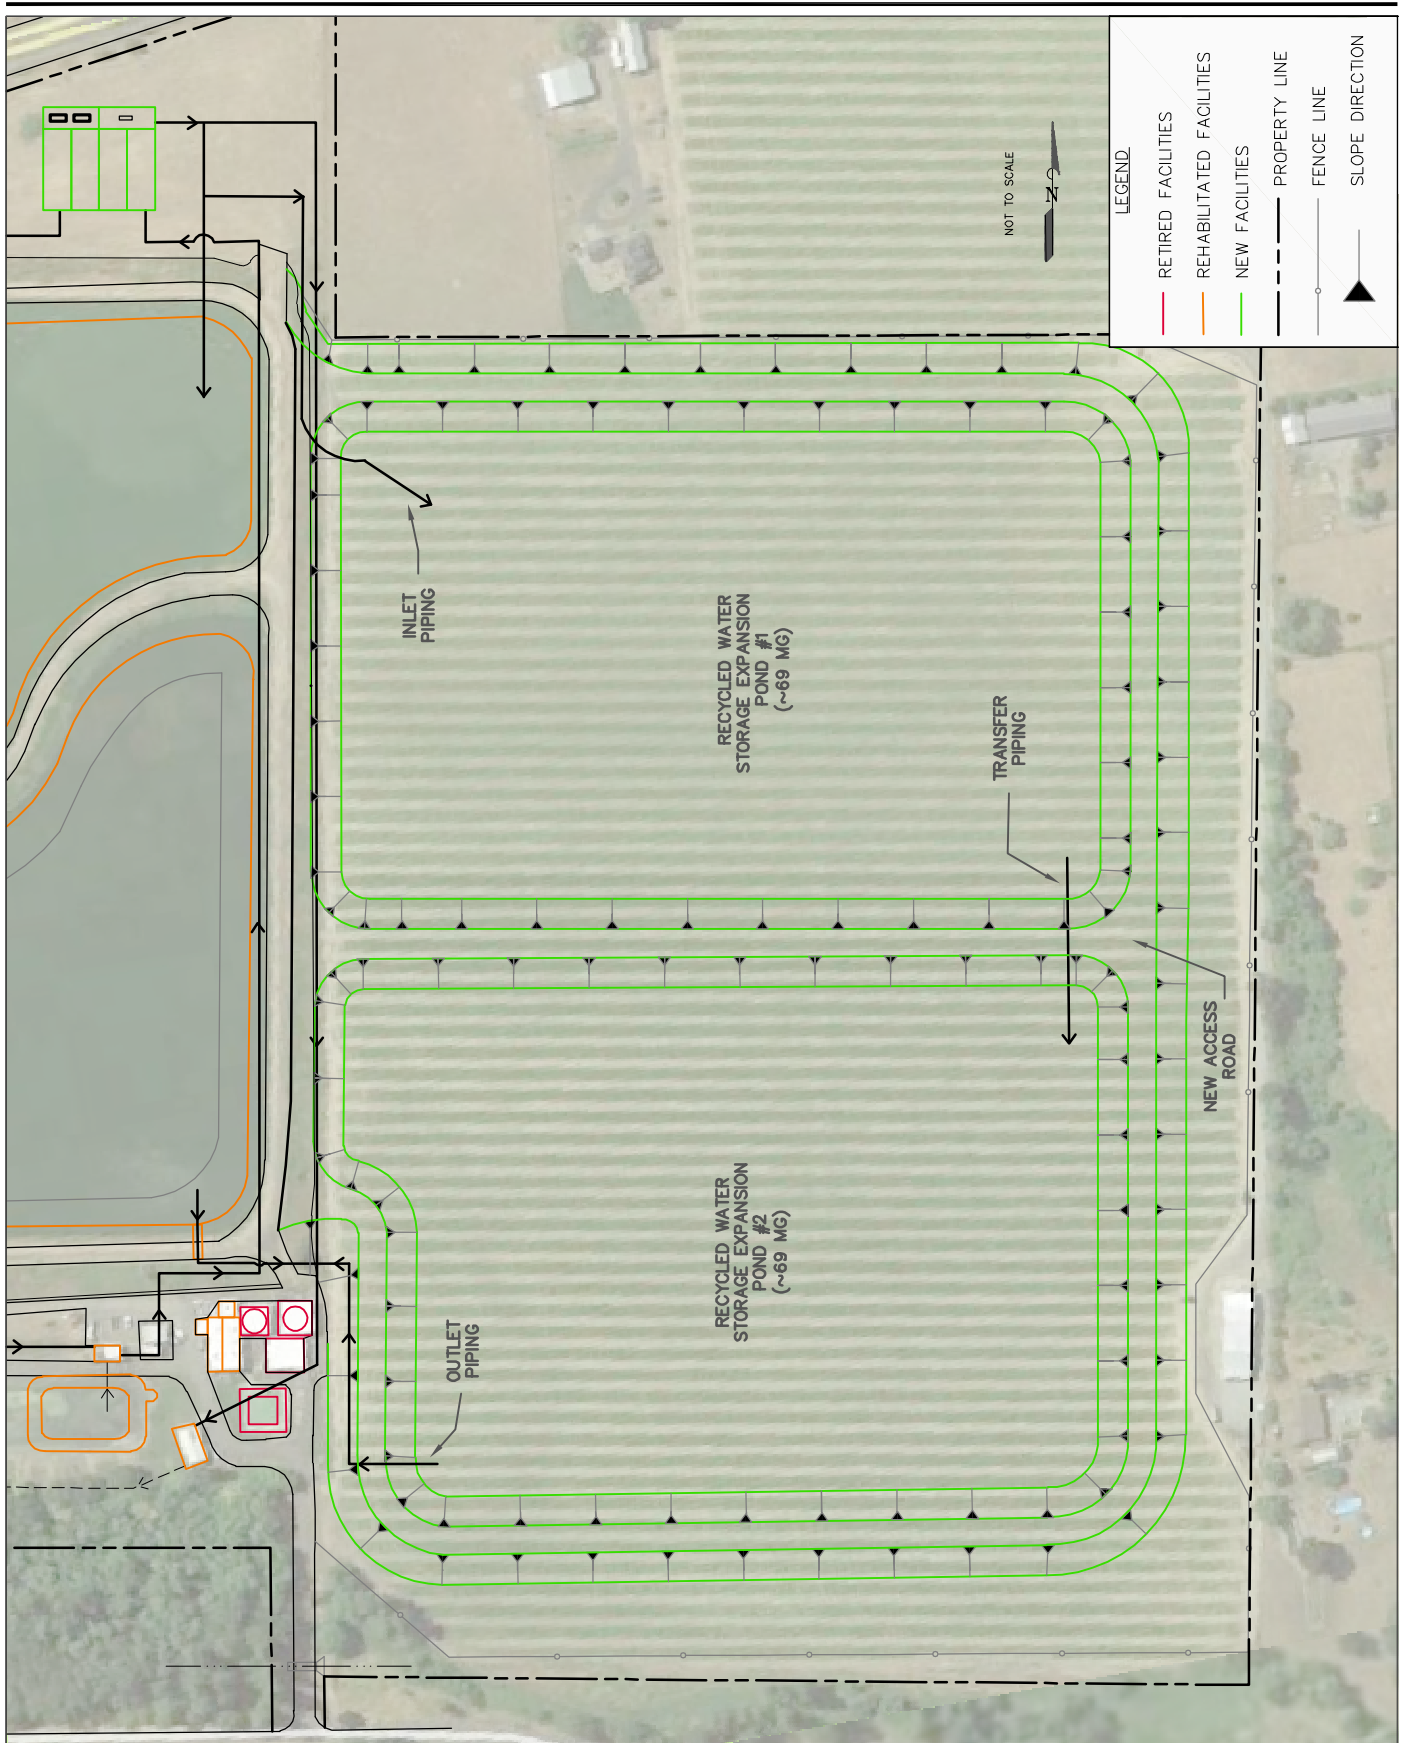 NOT TO SCALE
N
LEGEND
RETIRED FACILITIES
REHABILITATED FACILITIES
NEW FACILITIES
PROPERTY LINE
FENCE LINE
SLOPE DIRECTION
INLET
PIPING
RECYCLED WATER
STORAGE EXPANSION
POND #1
(~69 MG)
TRANSFER
PIPING
NEW ACCESS
ROAD
RECYCLED WATER
STORAGE EXPANSION
POND #2
(~69 MG)
OUTLET
PIPING